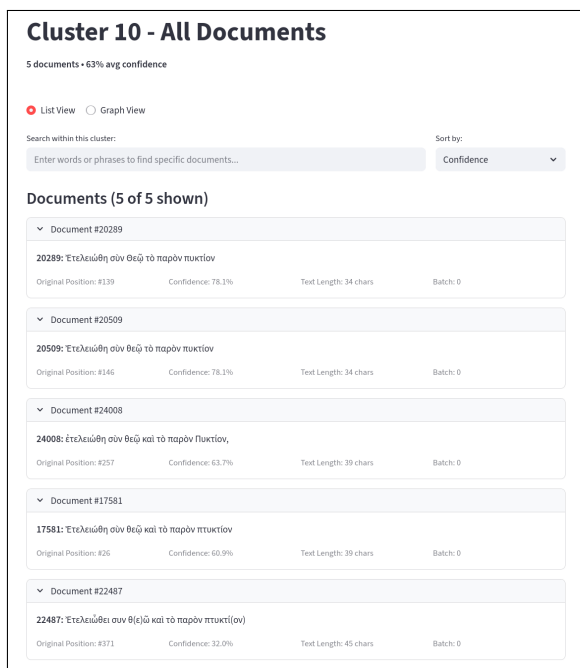 Cluster 10 - All Documents
5 documents • 63% avg confidence
List View Graph View
Search within this cluster: Sort by:
Enter words or phrases to find specific documents... Confidence
Documents (5 of 5 shown)
Document #20289
20289: Ἐτελειώθη σὺν Θεῷ τὸ παρὸν πυκτίον
Original Position: #139 Confidence: 78.1% Text Length: 34 chars Batch: 0
Document #20509
20509: Ἐτελειώθη σὺν θεῷ τὸ παρὸν πυκτίον
Original Position: #146 Confidence: 78.1% Text Length: 34 chars Batch: 0
Document #24008
24008: ἐτελειώθη σὺν θεῷ καὶ τὸ παρὸν Πυκτίον,
Original Position: #257 Confidence: 63.7% Text Length: 39 chars Batch: 0
Document #17581
17581: Ἐτελειώθη σὺν θεῷ καὶ τὸ παρὸν πτυκτίον
Original Position: #26 Confidence: 60.9% Text Length: 39 chars Batch: 0
Document #22487
22487: Ἐτελειὦθει συν θ(ε)ῶ καὶ τὸ παρὸν πτυκτί(ον)
Original Position: #371 Confidence: 32.0% Text Length: 45 chars Batch: 0